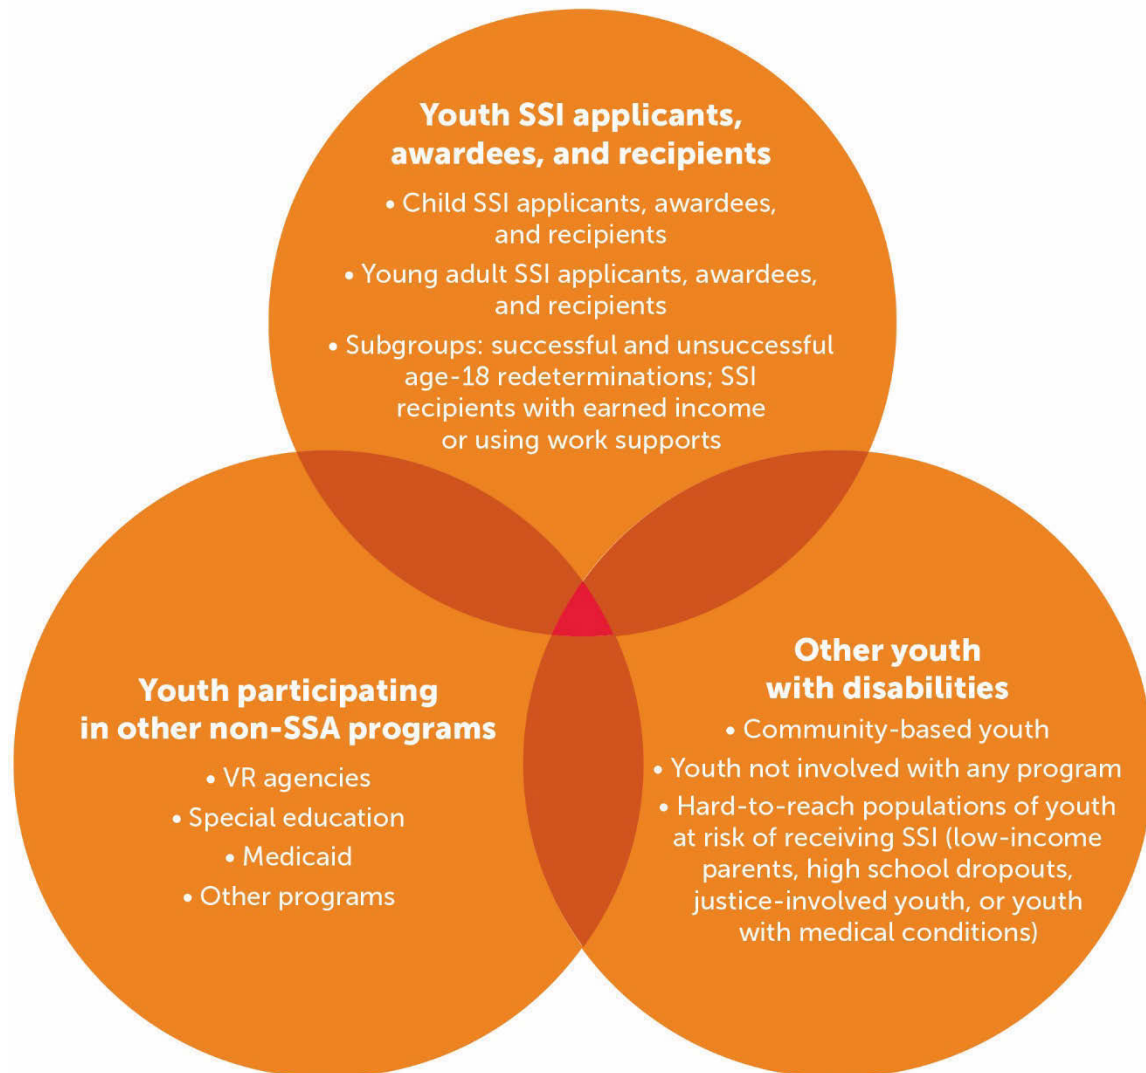 Youth SSI applicants,
awardees, and recipients
• Child SSI applicants, awardees,
and recipients
• Young adult SSI applicants, awardees,
and recipients
• Subgroups: successful and unsuccessful
age-18 redeterminations; SSI
recipients with earned income
or using work supports
Youth participating
in other non-SSA programs
• VR agencies
• Special education
• Medicaid
• Other programs
Other youth
with disabilities
• Community-based youth
• Youth not involved with any program
• Hard-to-reach populations of youth
at risk of receiving SSI (low-income
parents, high school dropouts,
justice-involved youth, or youth
with medical conditions)